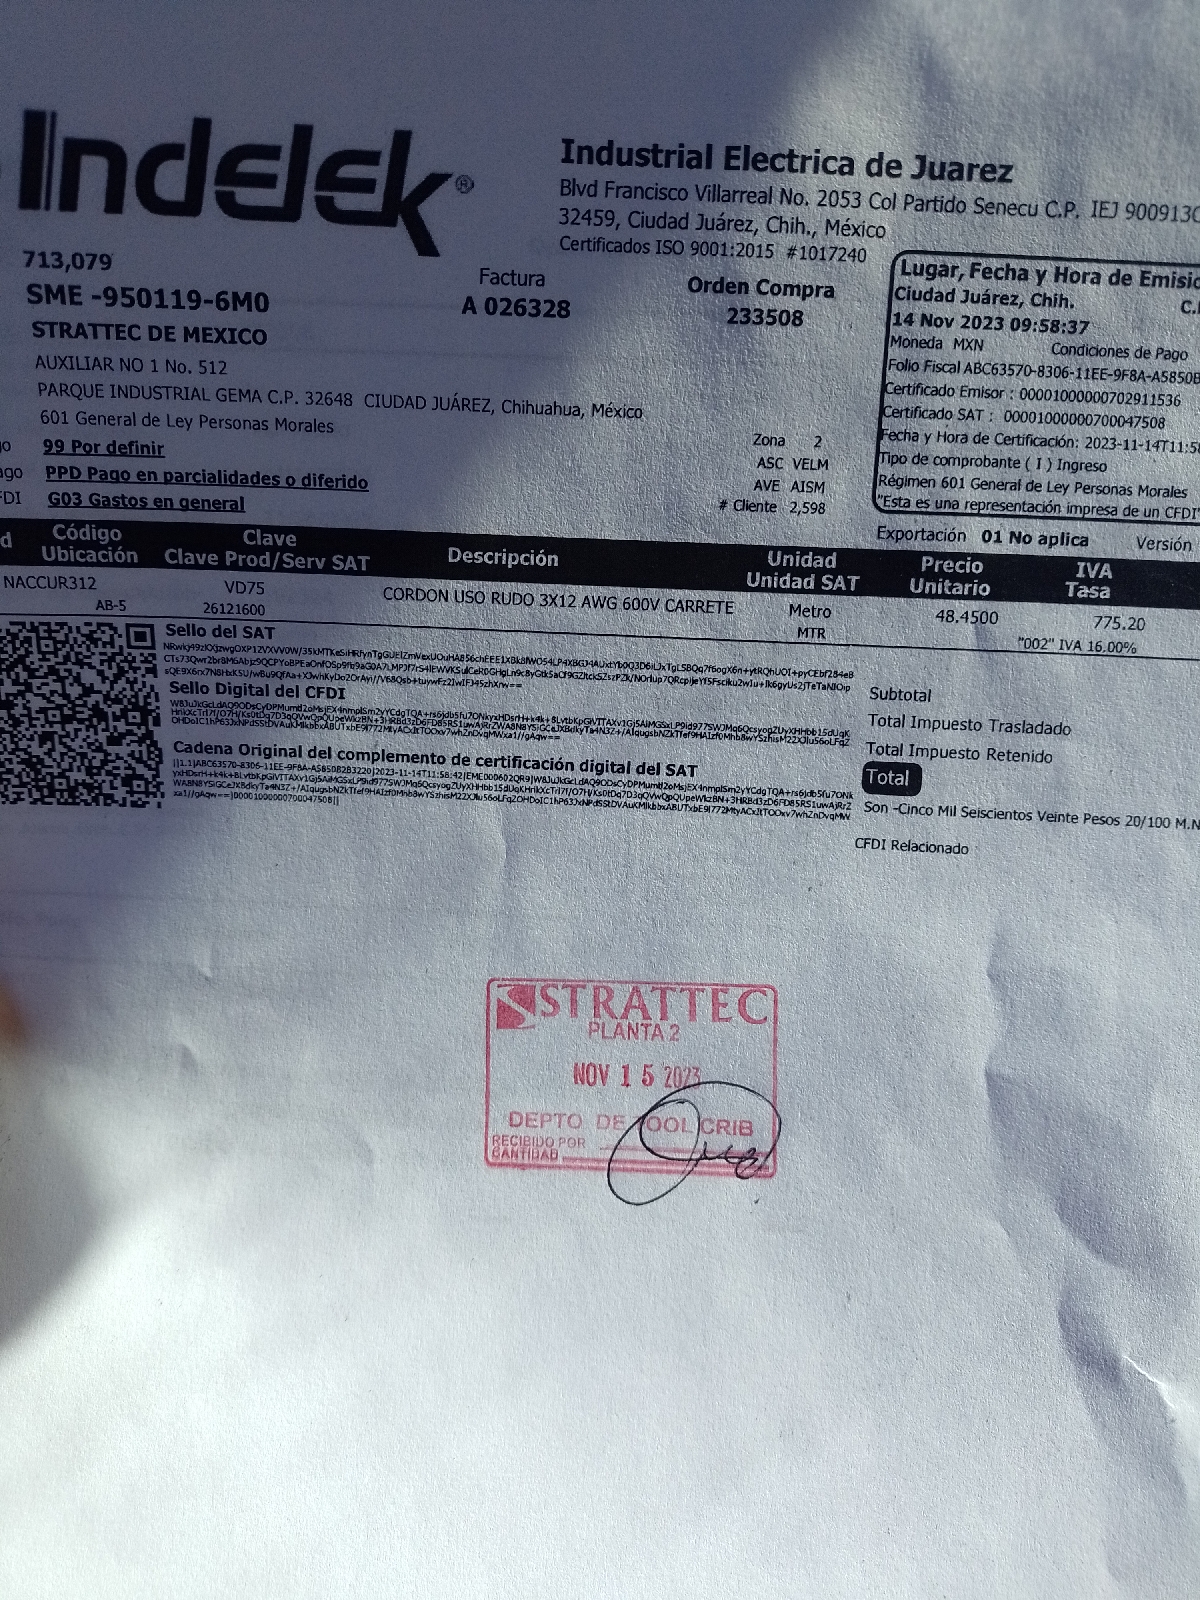 Indelek®
Industrial Electrica de Juarez
Blvd Francisco Villarreal No. 2053 Col Partido Senecu C.P. IEJ 900913
32459, Ciudad Juárez, Chih., México
Certificados ISO 9001:2015 #1017240
713,079
SME -950119-6M0
STRATTEC DE MEXICO
AUXILIAR NO 1 No. 512
PARQUE INDUSTRIAL GEMA C.P. 32648 CIUDAD JUÁREZ, Chihuahua, México
601 General de Ley Personas Morales
99 Por definir
PPD Pago en parcialidades o diferido
G03 Gastos en general
Factura
A 026328
Orden Compra
233508
Zona 2
ASC VELM
AVE AISM
# Cliente 2,598
Lugar, Fecha y Hora de Emisio
Ciudad Juárez, Chih.
14 Nov 2023 09:58:37
Moneda MXN Condiciones de Pago
Folio Fiscal ABC63570-8306-11EE-9F8A-A5850B
Certificado Emisor : 00001000000702911536
Certificado SAT : 00001000000700047508
Fecha y Hora de Certificación: 2023-11-14T11:58
Tipo de comprobante ( I ) Ingreso
Régimen 601 General de Ley Personas Morales
"Esta es una representación impresa de un CFDI"
Exportación 01 No aplica Versión
Código Clave Descripción Unidad Precio IVA
Ubicación Clave Prod/Serv SAT Unidad SAT Unitario Tasa
NACCUR312 VD75 CORDON USO RUDO 3X12 AWG 600V CARRETE Metro 48.4500 775.20
AB-5 26121600 MTR "002" IVA 16.00%
Sello del SAT
Sello Digital del CFDI
Cadena Original del complemento de certificación digital del SAT
Subtotal
Total Impuesto Trasladado
Total Impuesto Retenido
Total
Son -Cinco Mil Seiscientos Veinte Pesos 20/100 M.N
CFDI Relacionado
STRATTEC
PLANTA 2
NOV 15 2023
DEPTO DE TOOL CRIB
RECIBIDO POR
CANTIDAD